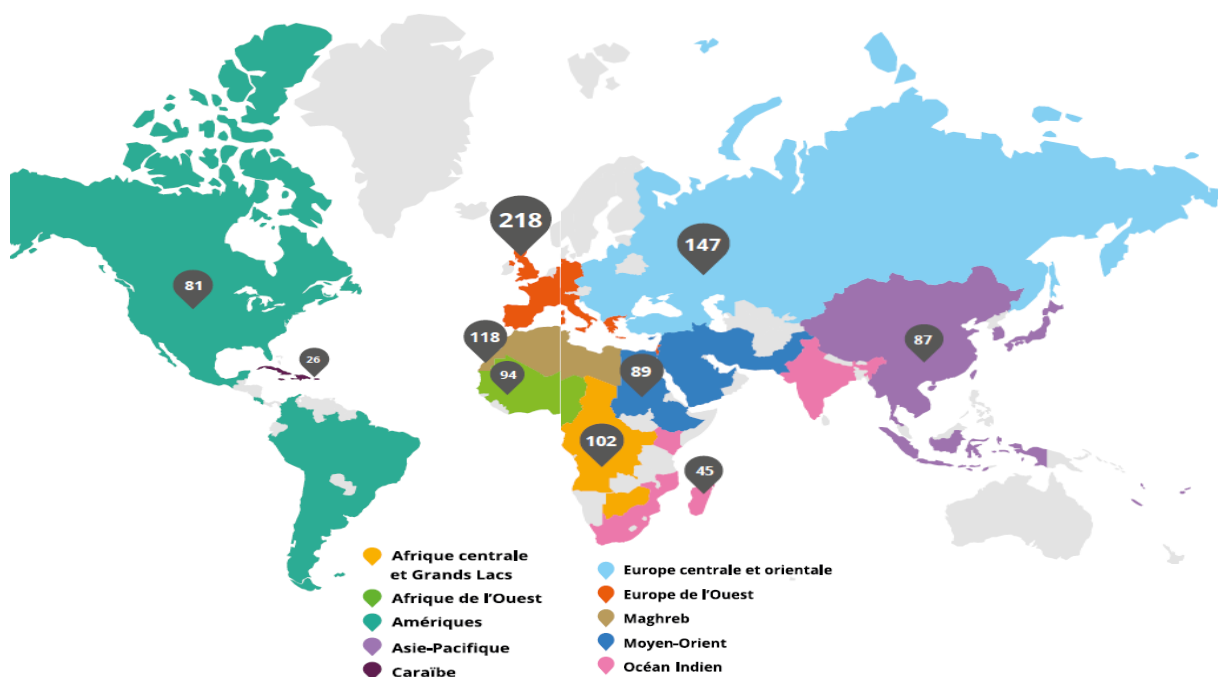 218
147
81
118
26
94
89
87
102
45
Afrique centrale
et Grands Lacs
Afrique de l'Ouest
Amériques
Asie-Pacifique
Caraïbe
Europe centrale et orientale
Europe de l'Ouest
Maghreb
Moyen-Orient
Océan Indien